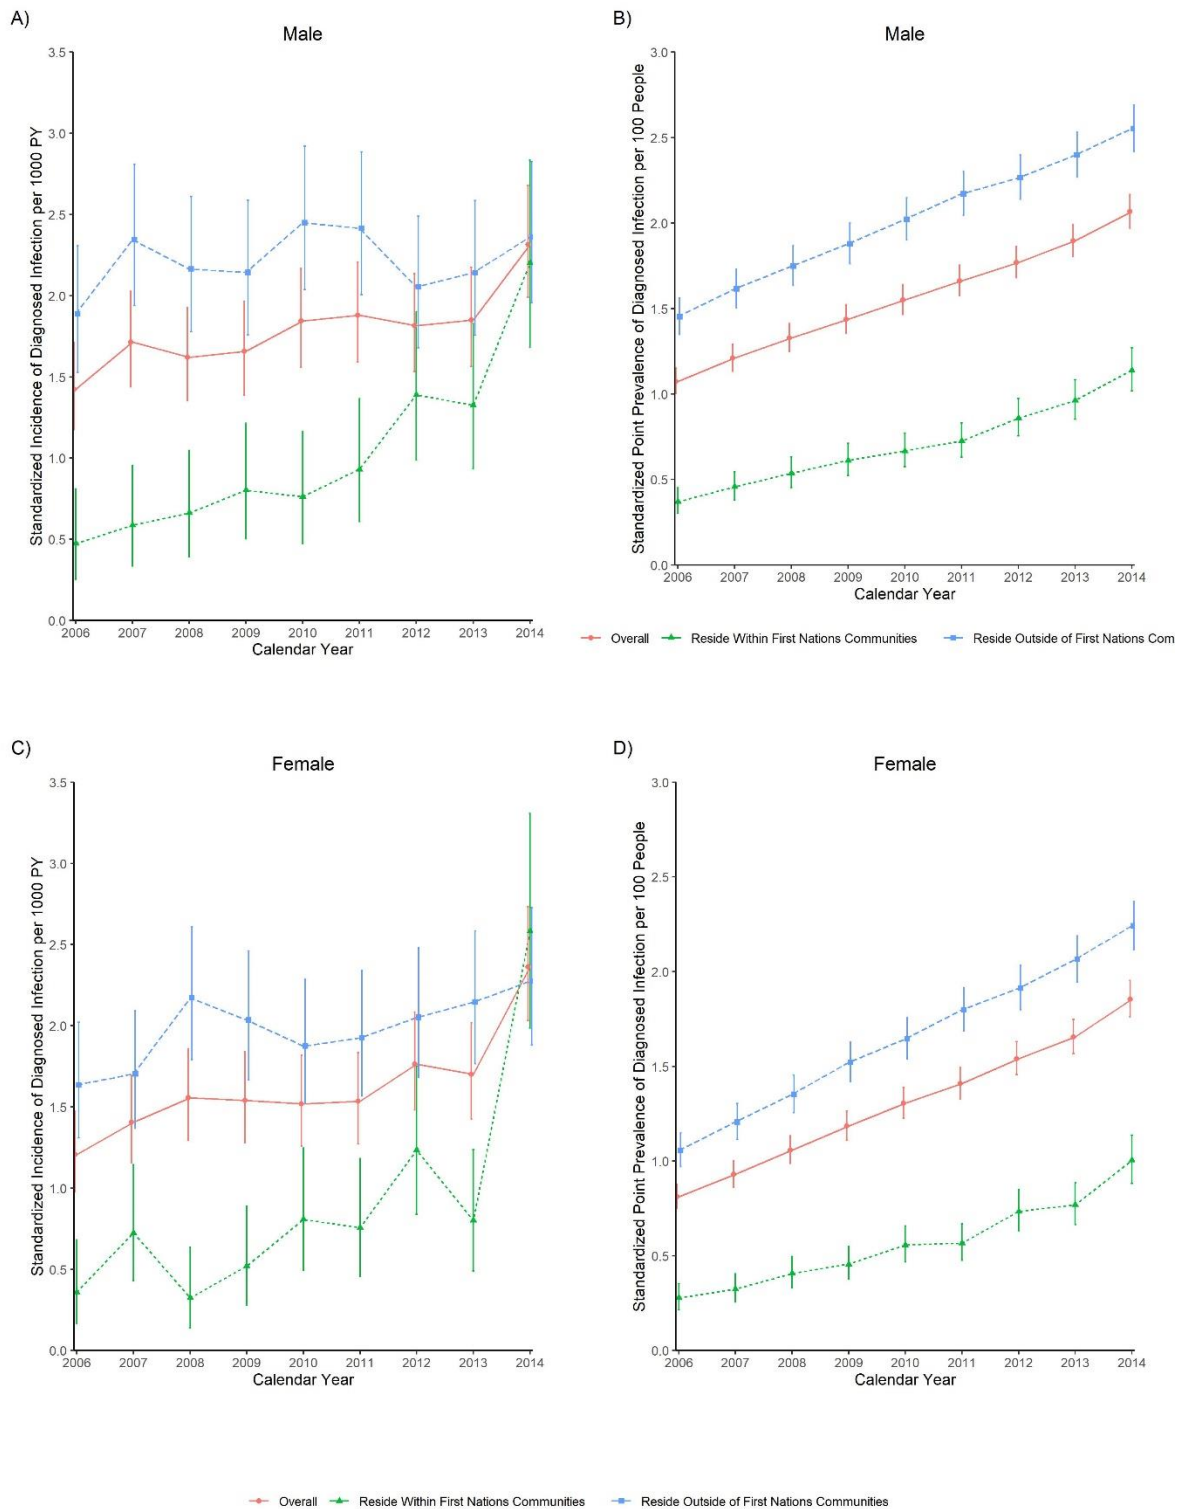 A)
Male
Standardized Incidence of Diagnosed Infection per 1000 PY
3.5
3.0
2.5
2.0
1.5
1.0
0.5
0.0
2006 2007 2008 2009 2010 2011 2012 2013 2014
Calendar Year
B)
Male
Standardized Point Prevalence of Diagnosed Infection per 100 People
3.0
2.5
2.0
1.5
1.0
0.5
0.0
2006 2007 2008 2009 2010 2011 2012 2013 2014
Calendar Year
Overall Reside Within First Nations Communities Reside Outside of First Nations Com
C)
Female
Standardized Incidence of Diagnosed Infection per 1000 PY
3.5
3.0
2.5
2.0
1.5
1.0
0.5
0.0
2006 2007 2008 2009 2010 2011 2012 2013 2014
Calendar Year
D)
Female
Standardized Point Prevalence of Diagnosed Infection per 100 People
3.0
2.5
2.0
1.5
1.0
0.5
0.0
2006 2007 2008 2009 2010 2011 2012 2013 2014
Calendar Year
Overall Reside Within First Nations Communities Reside Outside of First Nations Communities